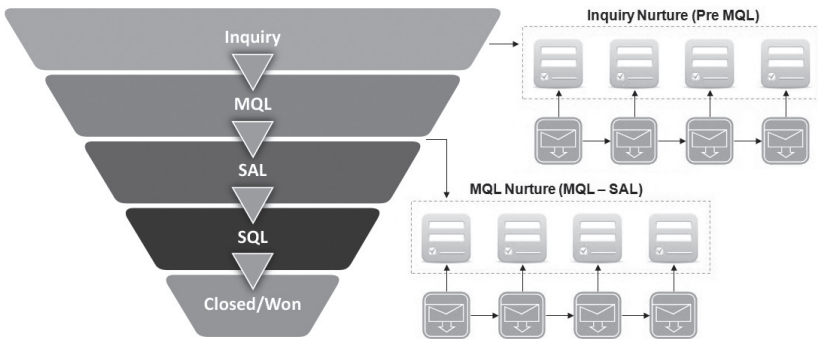 Inquiry Nurture (Pre MQL)
Inquiry
MQL
SAL
MQL Nurture (MQL – SAL)
SQL
Closed/Won